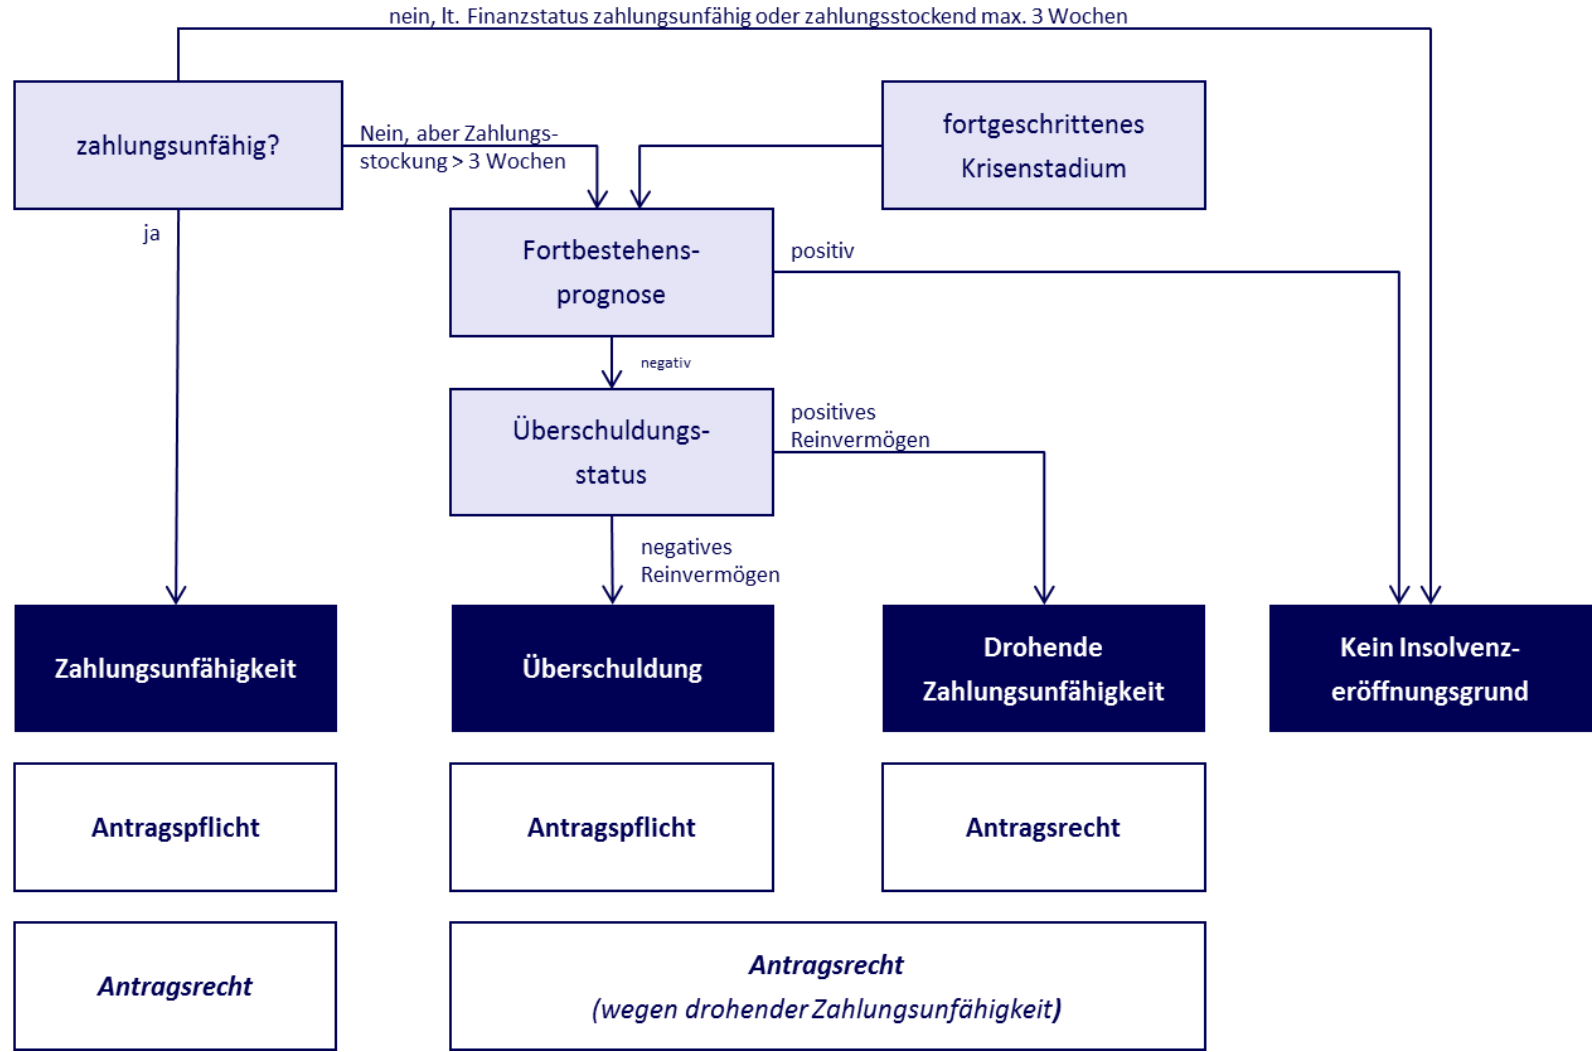 nein, lt. Finanzstatus zahlungsunfähig oder zahlungsstockend max. 3 Wochen
zahlungsunfähig?
Nein, aber Zahlungs-
stockung > 3 Wochen
fortgeschrittenes
Krisenstadium
ja
Fortbestehens-
prognose
positiv
negativ
Überschuldungs-
status
positives
Reinvermögen
negatives
Reinvermögen
Zahlungsunfähigkeit
Überschuldung
Drohende
Zahlungsunfähigkeit
Kein Insolvenz-
eröffnungsgrund
Antragspflicht
Antragspflicht
Antragsrecht
Antragsrecht
Antragsrecht
(wegen drohender Zahlungsunfähigkeit)